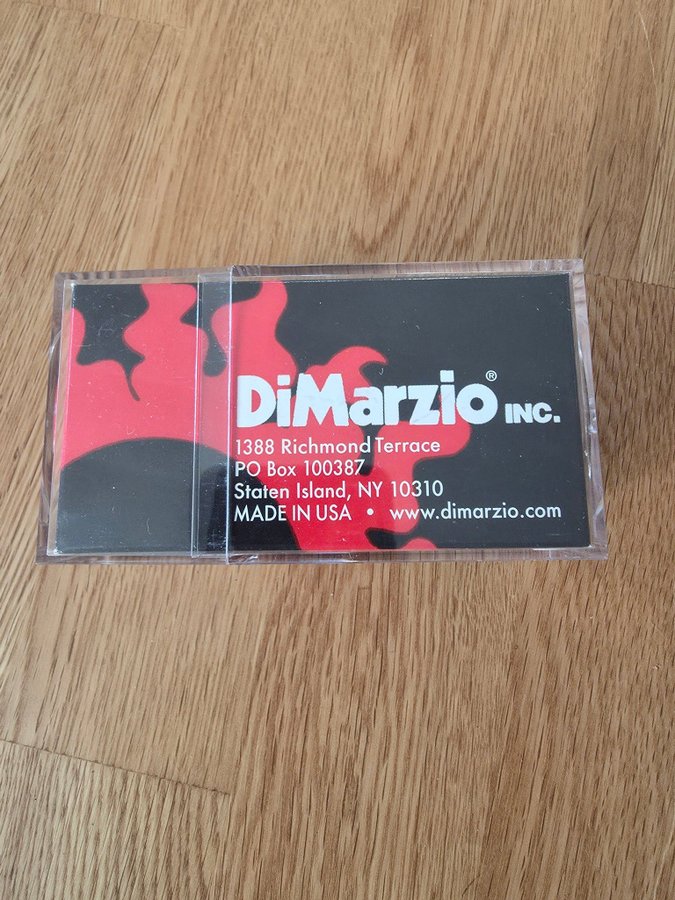 DiMarzio® INC.
1388 Richmond Terrace
PO Box 100387
Staten Island, NY 10310
MADE IN USA • www.dimarzio.com